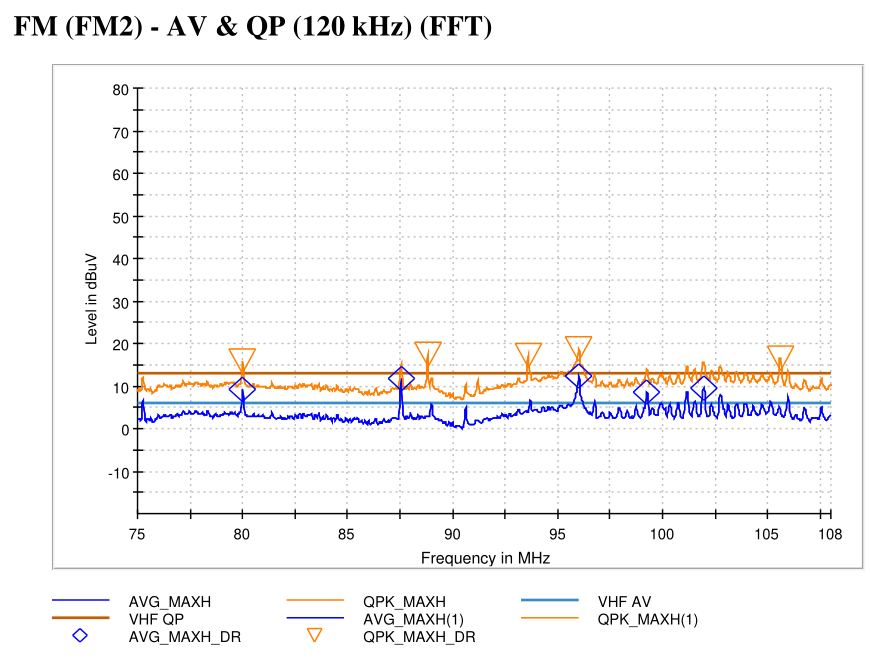 FM (FM2) - AV & QP (120 kHz) (FFT)
80
70
60
50
40
30
20
10
0
-10
Level in dBuV
75 80 85 90 95 100 105 108
Frequency in MHz
AVG_MAXH QPK_MAXH VHF AV
VHF QP AVG_MAXH(1) QPK_MAXH(1)
AVG_MAXH_DR QPK_MAXH_DR